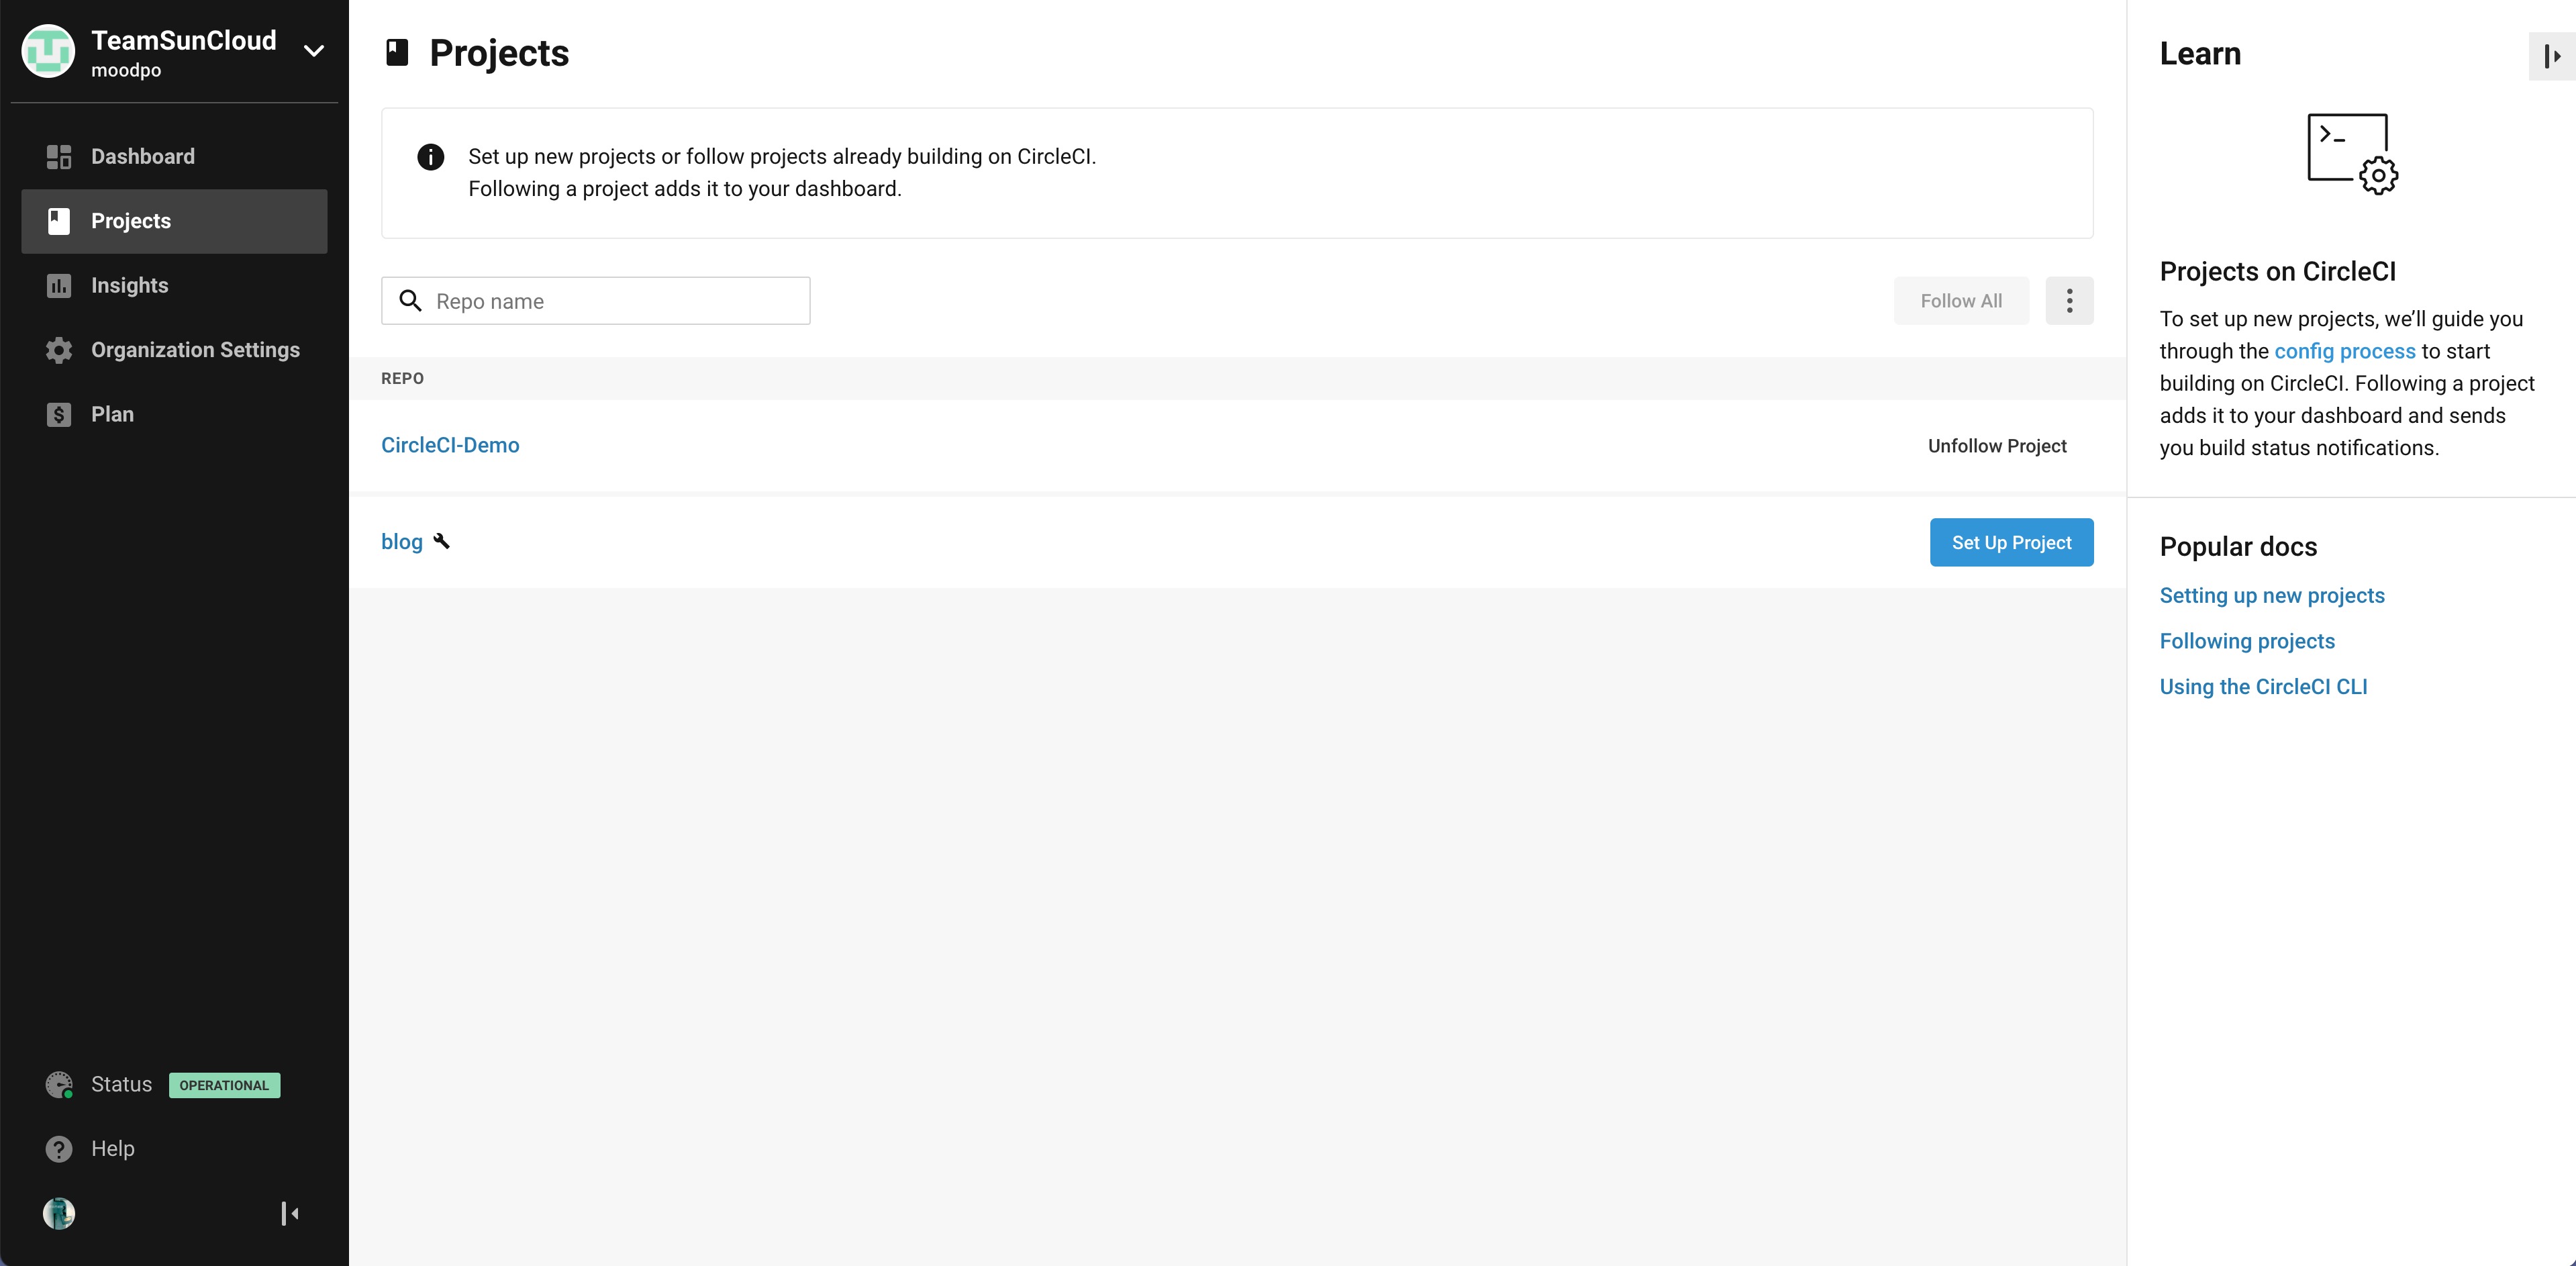 TeamSunCloud
moodpo
Dashboard
Projects
Insights
Organization Settings
Plan
Status OPERATIONAL
Help
Projects
Set up new projects or follow projects already building on CircleCI.
Following a project adds it to your dashboard.
Repo name
Follow All
REPO
CircleCI-Demo
Unfollow Project
blog
Set Up Project
Learn
Projects on CircleCI
To set up new projects, we’ll guide you
through the config process to start
building on CircleCI. Following a project
adds it to your dashboard and sends
you build status notifications.
Popular docs
Setting up new projects
Following projects
Using the CircleCI CLI